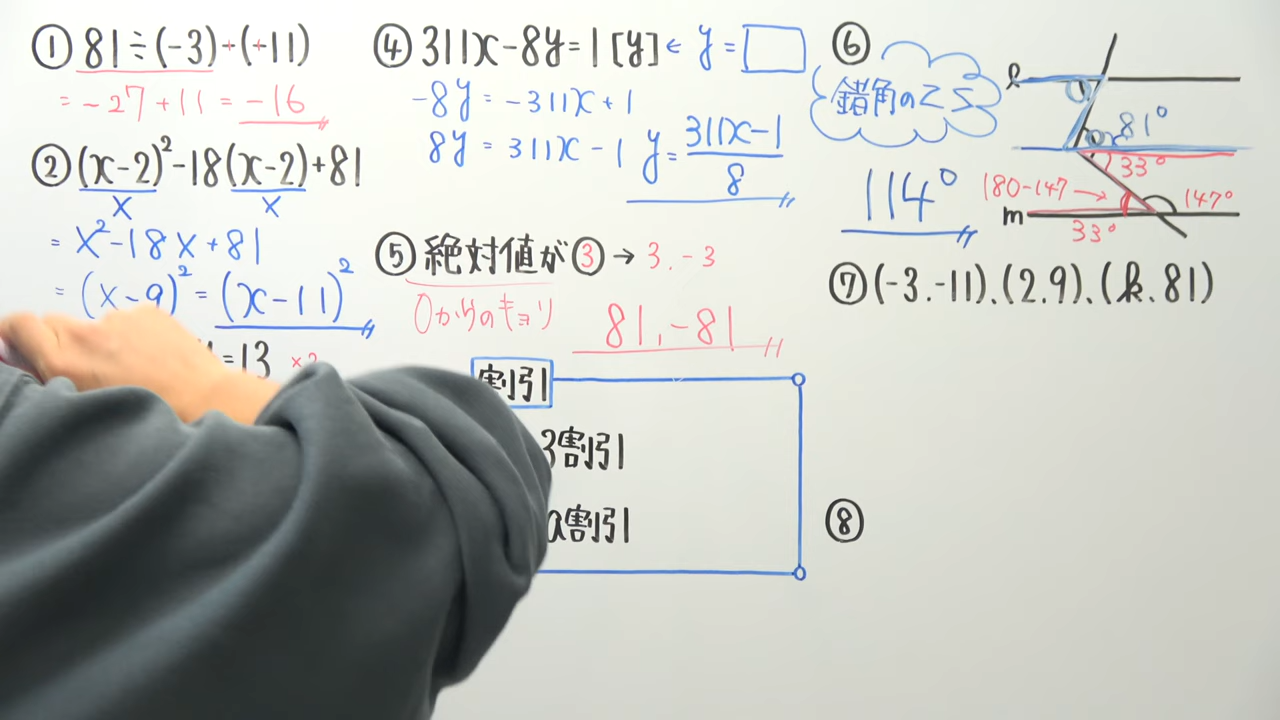 ① 81÷(-3)+(+11)
= -27+11 = -16
② (x-2)²-18(x-2)+81
X X
= X²-18X+81
= (X-9)² = (x-11)²
=13 ×2
④ 311x-8y=1 [y] ← y=□
-8y = -311x+1
8y = 311x-1 y = (311x-1)/8
⑤ 絶対値が③→3.-3
0からのキョリ 81,-81
割引
3割引
a割引
⑥
錯角のZS
l
81°
33°
180-147→ 147°
m
33°
114°
⑦ (-3.-11)、(2.9)、(k.81)
⑧